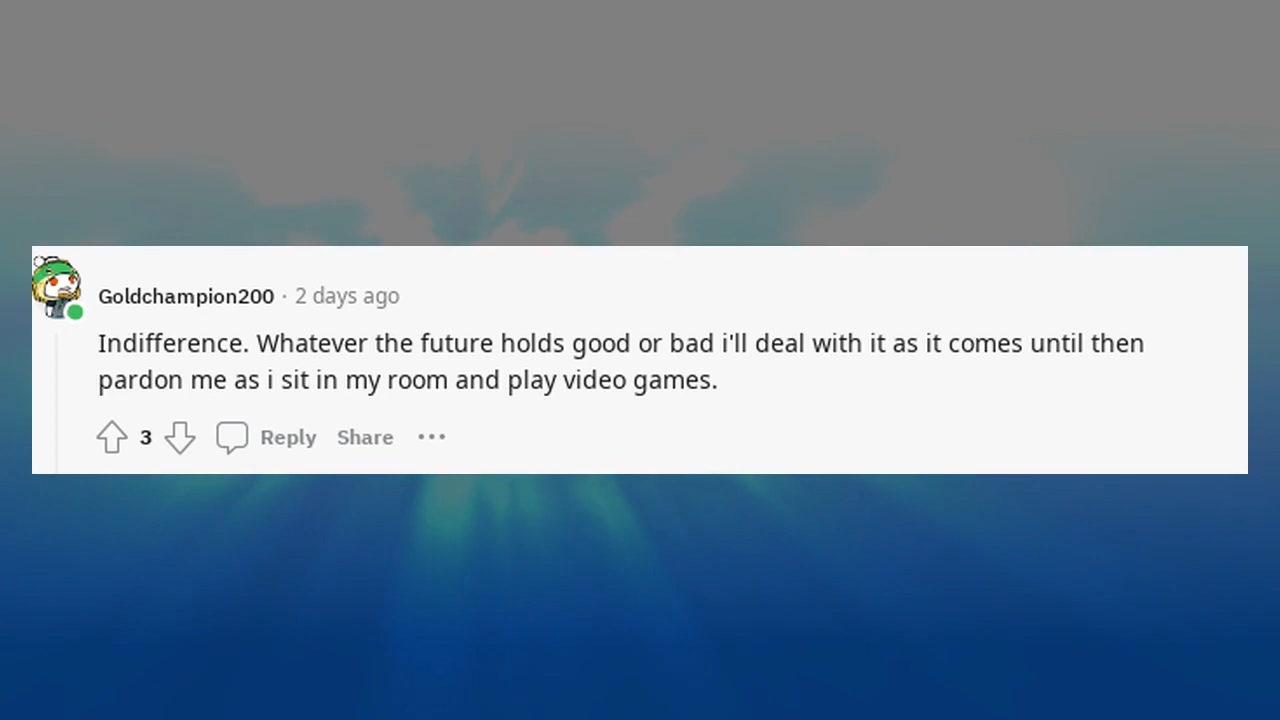 Goldchampion200 · 2 days ago
Indifference. Whatever the future holds good or bad i'll deal with it as it comes until then
pardon me as i sit in my room and play video games.
3 Reply Share ···